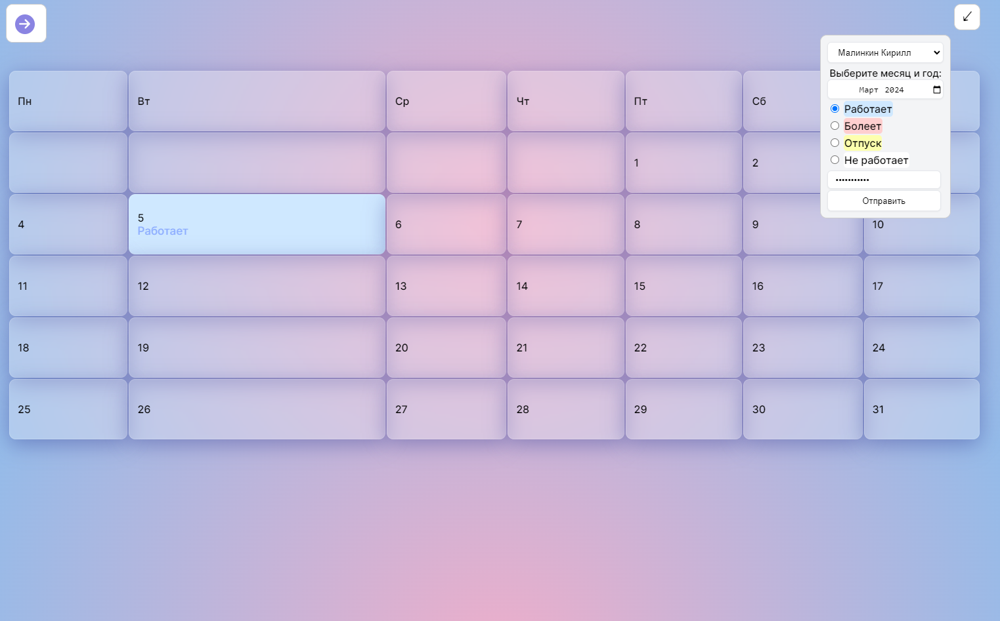 Малинкин Кирилл
Выберите месяц и год:
Март 2024
Работает
Болеет
Отпуск
Не работает
•••••••••••
Отправить
Пн Вт Ср Чт Пт Сб
1 2
4 5 6 7 8 9 10
Работает
11 12 13 14 15 16 17
18 19 20 21 22 23 24
25 26 27 28 29 30 31